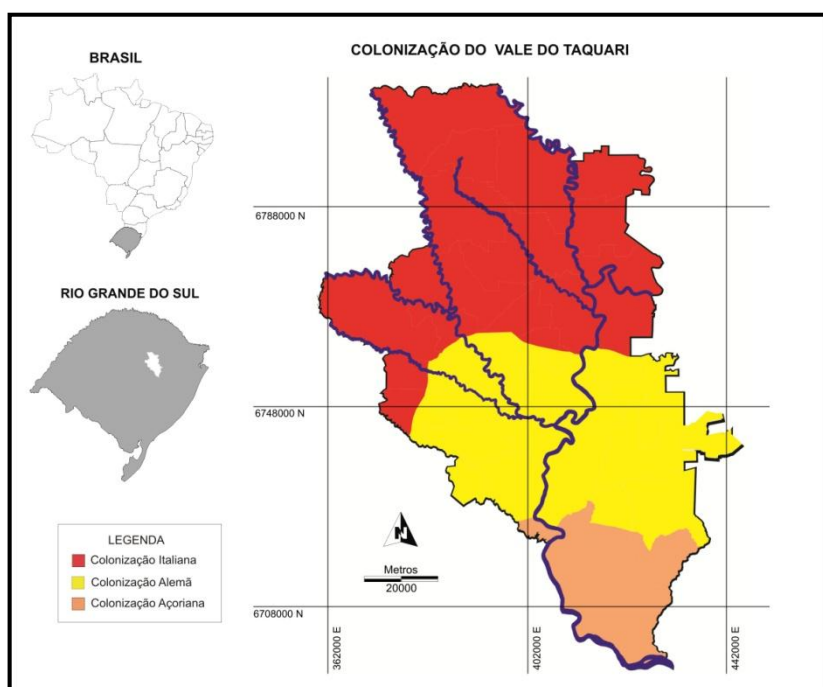 BRASIL
COLONIZAÇÃO DO VALE DO TAQUARI
RIO GRANDE DO SUL
6788000 N
6748000 N
6708000 N
362000 E
402000 E
442000 E
N
Metros
20000
LEGENDA
Colonização Italiana
Colonização Alemã
Colonização Açoriana